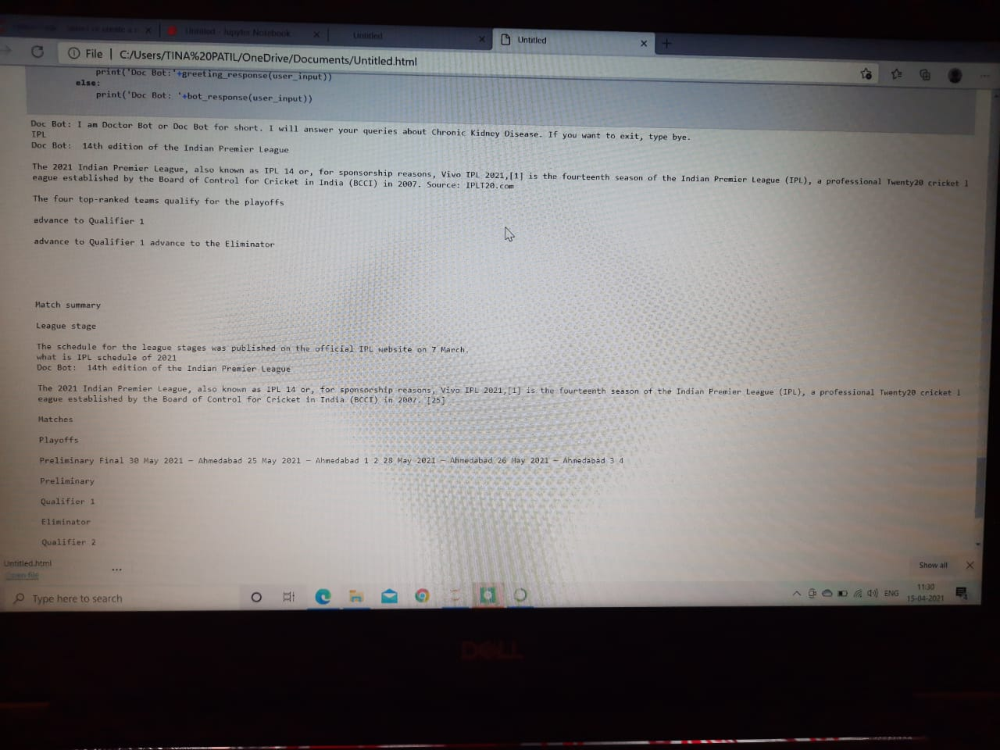 Untitled - Jupyter Notebook
Untitled
Untitled
File | C:/Users/TINA%20PATIL/OneDrive/Documents/Untitled.html
print('Doc Bot:'+greeting_response(user_input))
else:
print('Doc Bot: '+bot_response(user_input))
Doc Bot: I am Doctor Bot or Doc Bot for short. I will answer your queries about Chronic Kidney Disease. If you want to exit, type bye.
IPL
Doc Bot:  14th edition of the Indian Premier League
The 2021 Indian Premier League, also known as IPL 14 or, for sponsorship reasons, Vivo IPL 2021,[1] is the fourteenth season of the Indian Premier League (IPL), a professional Twenty20 cricket l
eague established by the Board of Control for Cricket in India (BCCI) in 2007. Source: IPLT20.com
The four top-ranked teams qualify for the playoffs
advance to Qualifier 1
advance to Qualifier 1 advance to the Eliminator
Match summary
League stage
The schedule for the league stages was published on the official IPL website on 7 March.
what is IPL schedule of 2021
Doc Bot:  14th edition of the Indian Premier League
The 2021 Indian Premier League, also known as IPL 14 or, for sponsorship reasons, Vivo IPL 2021,[1] is the fourteenth season of the Indian Premier League (IPL), a professional Twenty20 cricket l
eague established by the Board of Control for Cricket in India (BCCI) in 2007. [25]
Matches
Playoffs
Preliminary Final 30 May 2021 – Ahmedabad 25 May 2021 – Ahmedabad 1 2 28 May 2021 – Ahmedabad 26 May 2021 – Ahmedabad 3 4
Preliminary
Qualifier 1
Eliminator
Qualifier 2
Untitled.html
Open file
Show all
Type here to search
ENG
11:30
15-04-2021
DELL